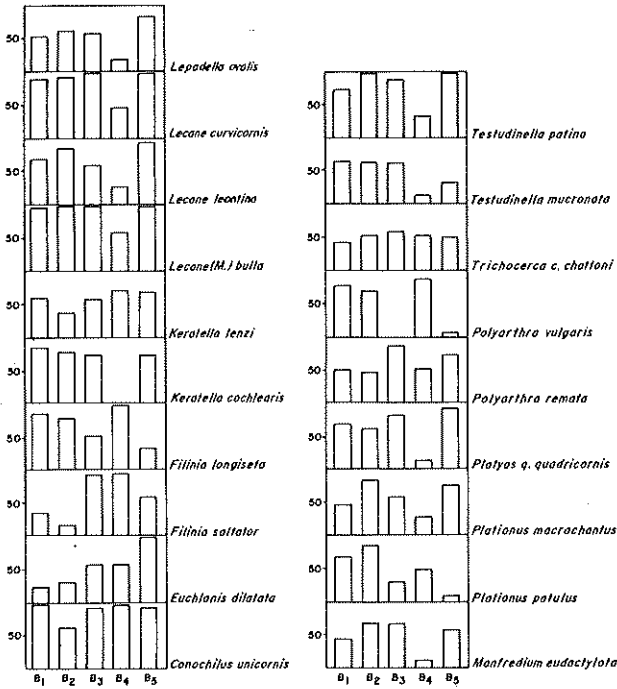 50
Lepadella ovalis
50
Lecane curvicornis
50
Lecane leontina
50
Lecane(M.) bulla
50
Keratella lenzi
50
Keratella cochlearis
50
Filinia longiseta
50
Filinia saltator
50
Euchlanis dilatata
50
Conochilus unicornis
B1 B2 B3 B4 B5
50
Testudinella patina
50
Testudinella mucronata
50
Trichocerca c. chattoni
50
Polyarthra vulgaris
50
Polyarthra remata
50
Platyas q. quadricornis
50
Plationus macrachantus
50
Plationus patulus
50
Manfredium eudactylota
B1 B2 B3 B4 B5